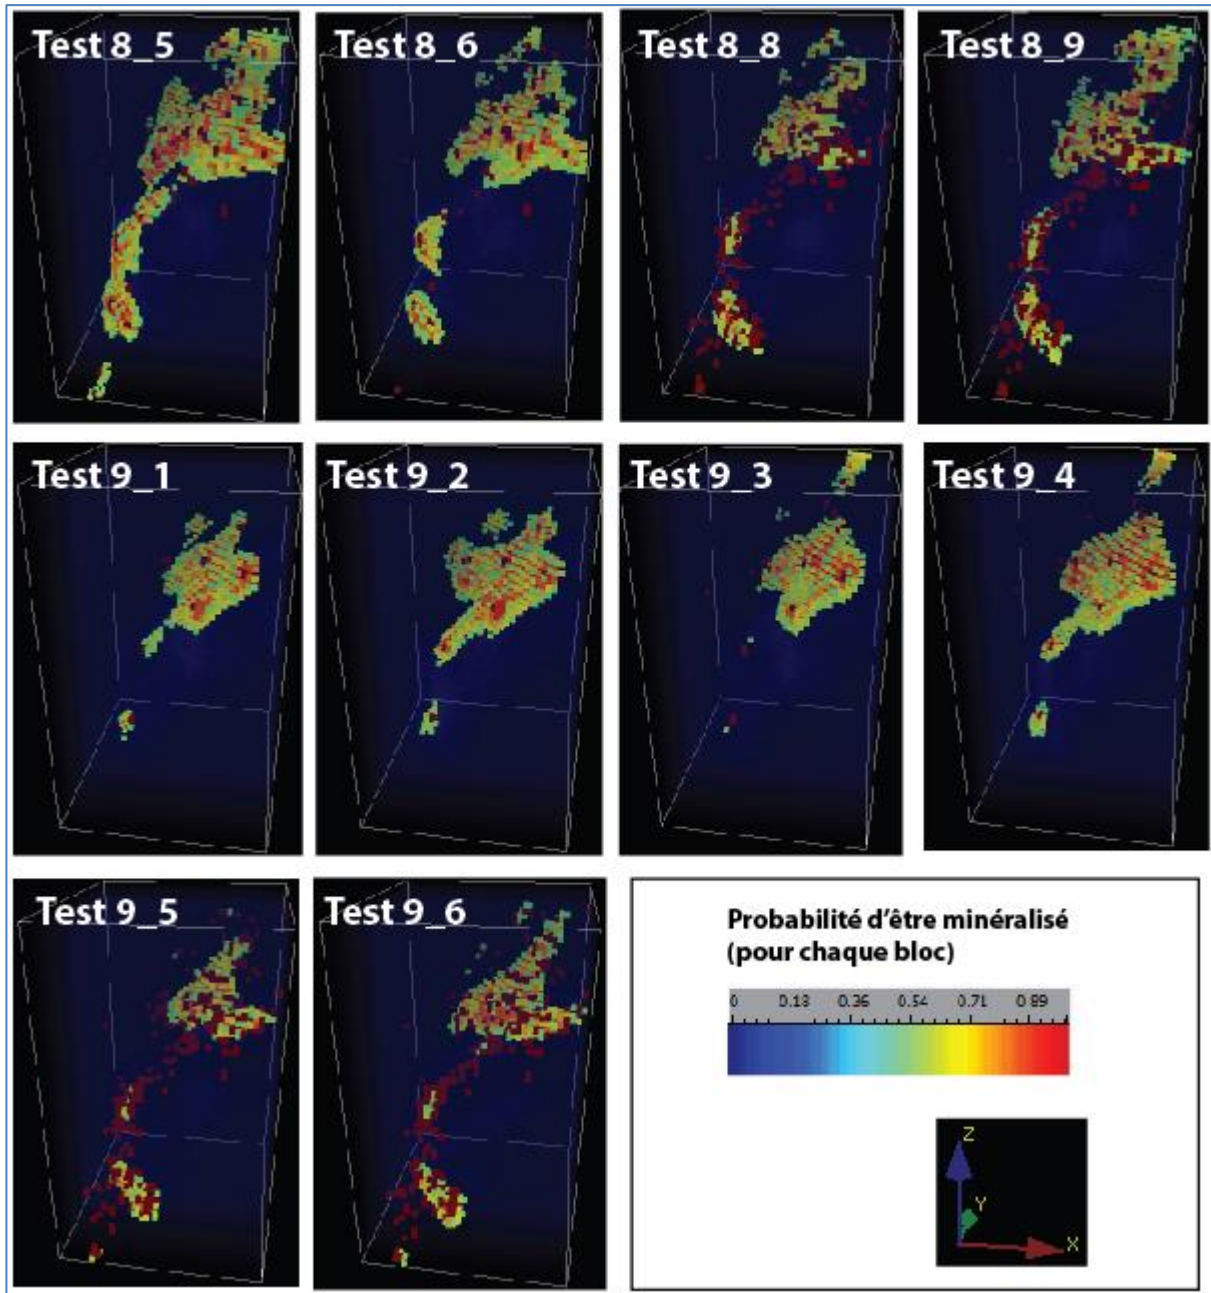 Test 8_5
Test 8_6
Test 8_8
Test 8_9
Test 9_1
Test 9_2
Test 9_3
Test 9_4
Test 9_5
Test 9_6
Probabilité d'être minéralisé
(pour chaque bloc)
0 0.18 0.36 0.54 0.71 0.89
Z
Y
X